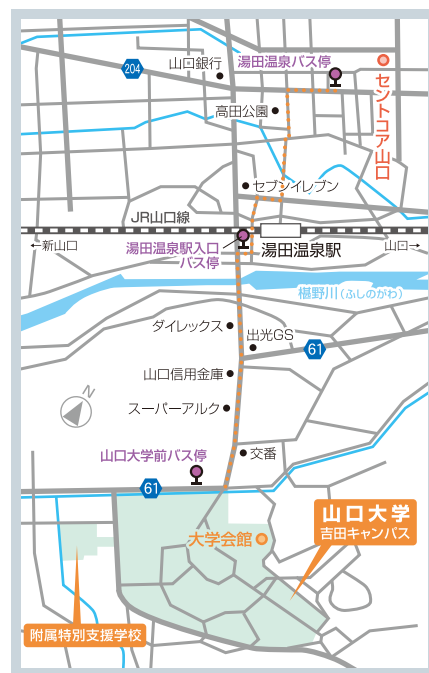 山口銀行
湯田温泉バス停
204
セントコア山口
高田公園
セブンイレブン
JR山口線
←新山口
湯田温泉駅入口
バス停
湯田温泉駅
山口→
椹野川(ふしのがわ)
ダイレックス
出光GS
61
山口信用金庫
N
スーパーアルク
山口大学前バス停
交番
61
山口大学
吉田キャンパス
大学会館
附属特別支援学校